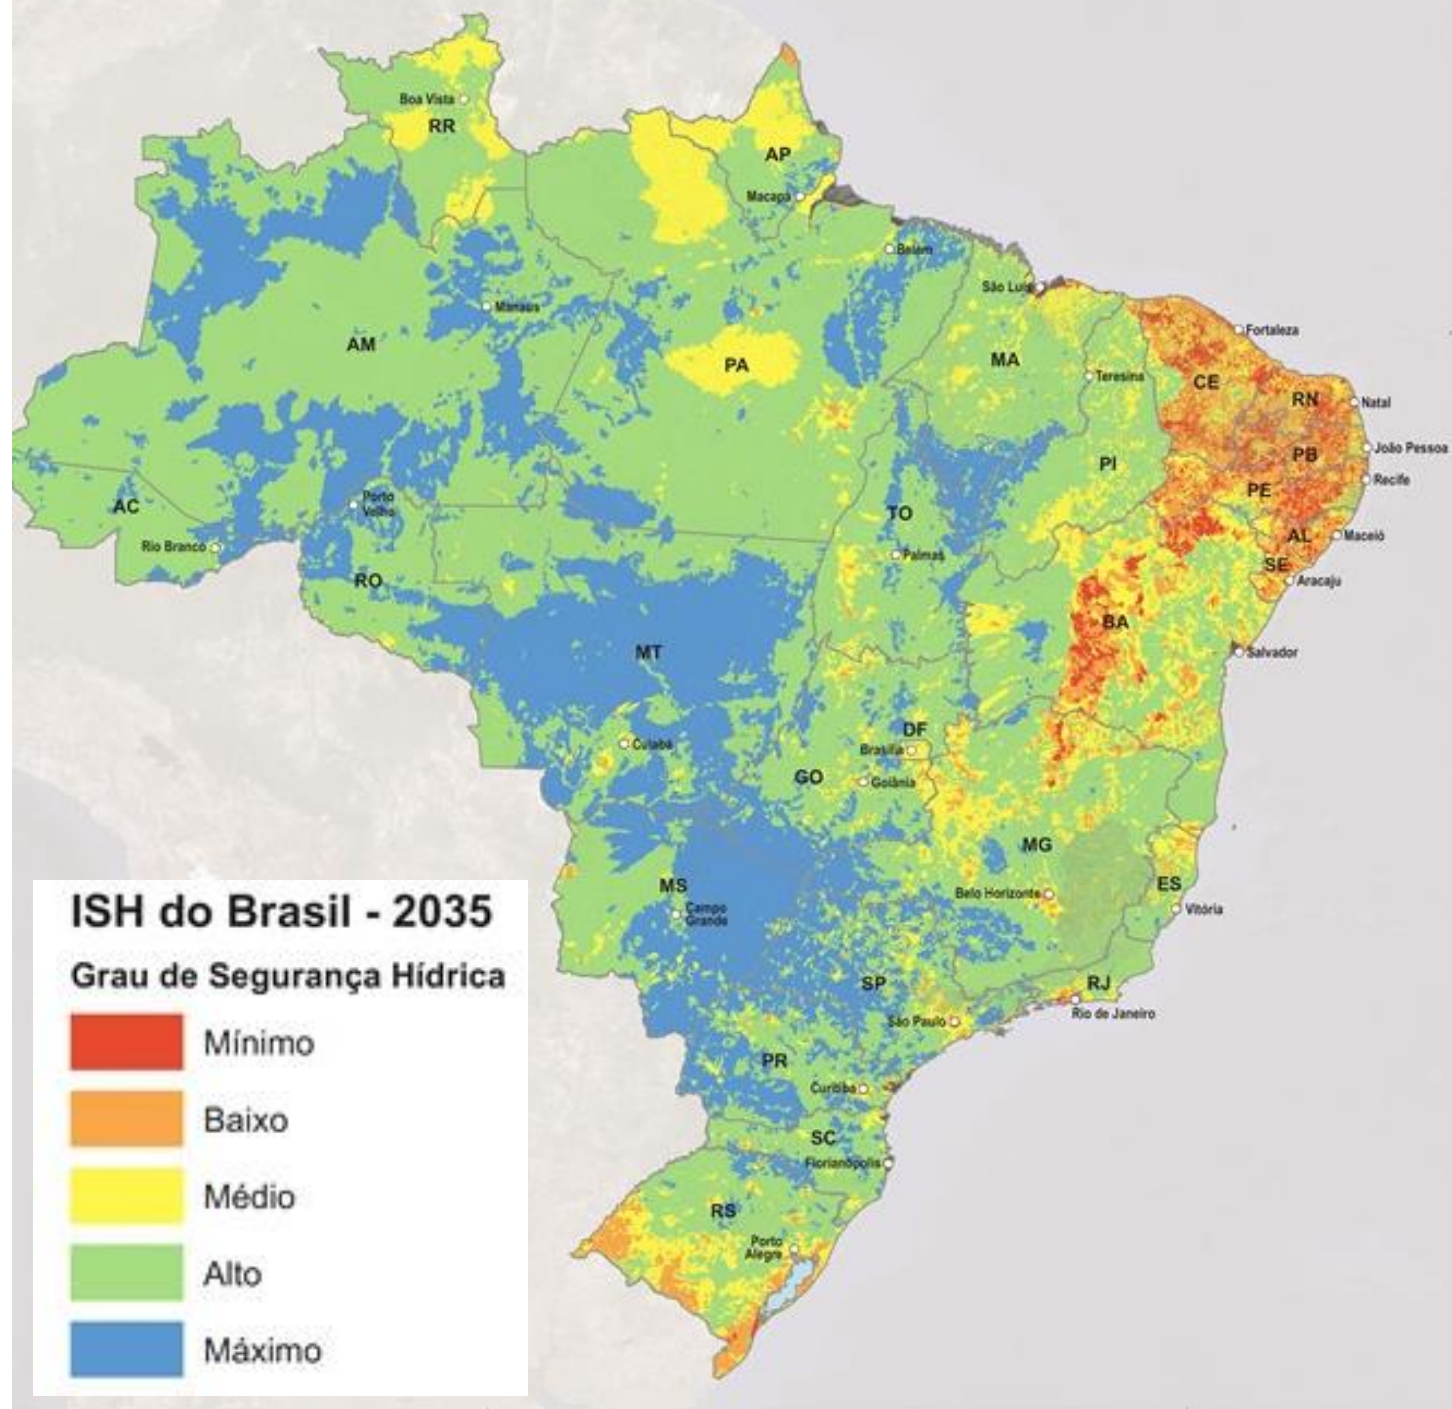 Boa Vista
RR
AP
Macapá
Belém
São Luís
Manaus
Fortaleza
AM
PA
MA
Teresina
CE
RN
Natal
João Pessoa
PB
PI
Recife
PE
AC
Porto
Velho
TO
AL
Maceió
Rio Branco
Palmas
SE
Aracaju
RO
BA
MT
Salvador
DF
Cuiabá
Brasília
GO
Goiânia
MG
MS
ES
Belo Horizonte
Campo
Grande
Vitória
SP
RJ
Rio de Janeiro
São Paulo
PR
Curitiba
SC
Florianópolis
RS
Porto
Alegre
ISH do Brasil - 2035
Grau de Segurança Hídrica
Mínimo
Baixo
Médio
Alto
Máximo